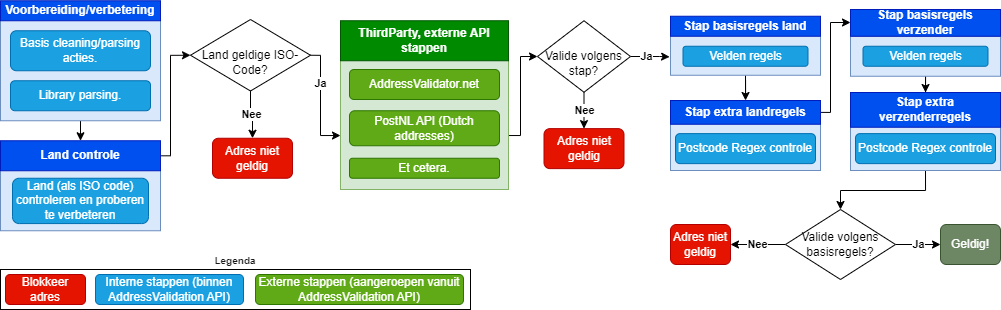 Voorbereiding/verbetering
Basis cleaning/parsing
acties.
Library parsing.
Land controle
Land (als ISO code)
controleren en proberen
te verbeteren
Land geldige ISO-
Code?
Ja
Nee
Adres niet
geldig
ThirdParty, externe API
stappen
AddressValidator.net
PostNL API (Dutch
addresses)
Et cetera.
Valide volgens
stap?
Ja
Nee
Adres niet
geldig
Stap basisregels land
Velden regels
Stap extra landregels
Postcode Regex controle
Stap basisregels
verzender
Velden regels
Stap extra
verzenderregels
Postcode Regex controle
Valide volgens
basisregels?
Nee
Adres niet
geldig
Ja
Geldig!
Legenda
Blokkeer
adres
Interne stappen (binnen
AddressValidation API)
Externe stappen (aangeroepen vanuit
AddressValidation API)